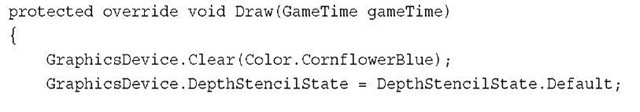 protected override void Draw(GameTime gameTime)
{
    GraphicsDevice.Clear(Color.CornflowerBlue);
    GraphicsDevice.DepthStencilState = DepthStencilState.Default;